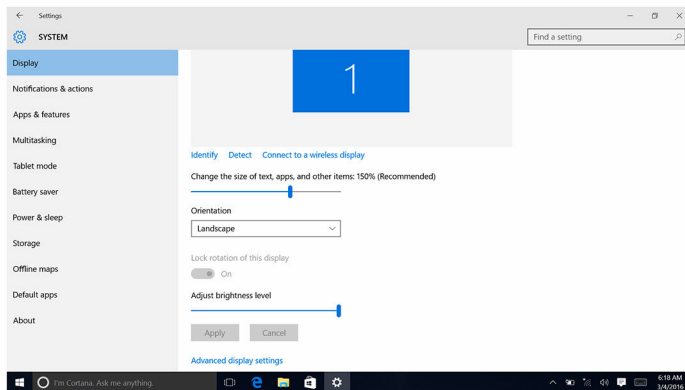 Settings
SYSTEM
Find a setting
Display
Notifications & actions
Apps & features
Multitasking
Tablet mode
Battery saver
Power & sleep
Storage
Offline maps
Default apps
About
1
Identify Detect Connect to a wireless display
Change the size of text, apps, and other items: 150% (Recommended)
Orientation
Landscape
Lock rotation of this display
On
Adjust brightness level
Apply Cancel
Advanced display settings
I'm Cortana. Ask me anything.
6:18 AM
3/4/2016